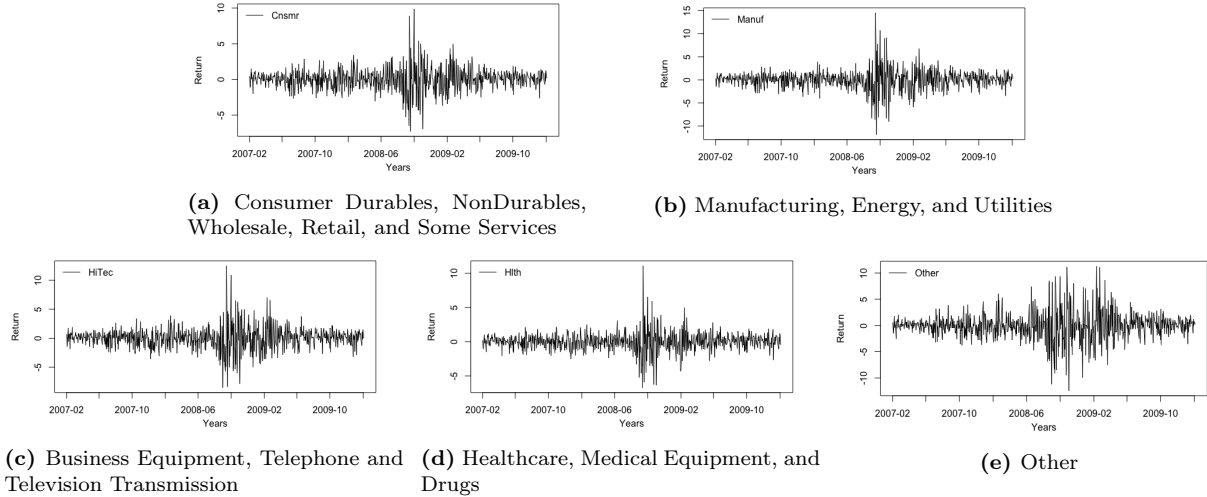 Cnsmr
10
5
0
-5
Return
2007-02 2007-10 2008-06 2009-02 2009-10
Years
(a) Consumer Durables, NonDurables,
Wholesale, Retail, and Some Services
Manuf
15
10
5
0
-5
-10
Return
2007-02 2007-10 2008-06 2009-02 2009-10
Years
(b) Manufacturing, Energy, and Utilities
HiTec
10
5
0
-5
Return
2007-02 2007-10 2008-06 2009-02 2009-10
Years
(c) Business Equipment, Telephone and
Television Transmission
Hlth
10
5
0
-5
Return
2007-02 2007-10 2008-06 2009-02 2009-10
Years
(d) Healthcare, Medical Equipment, and
Drugs
Other
10
5
0
-5
-10
Return
2007-02 2007-10 2008-06 2009-02 2009-10
Years
(e) Other